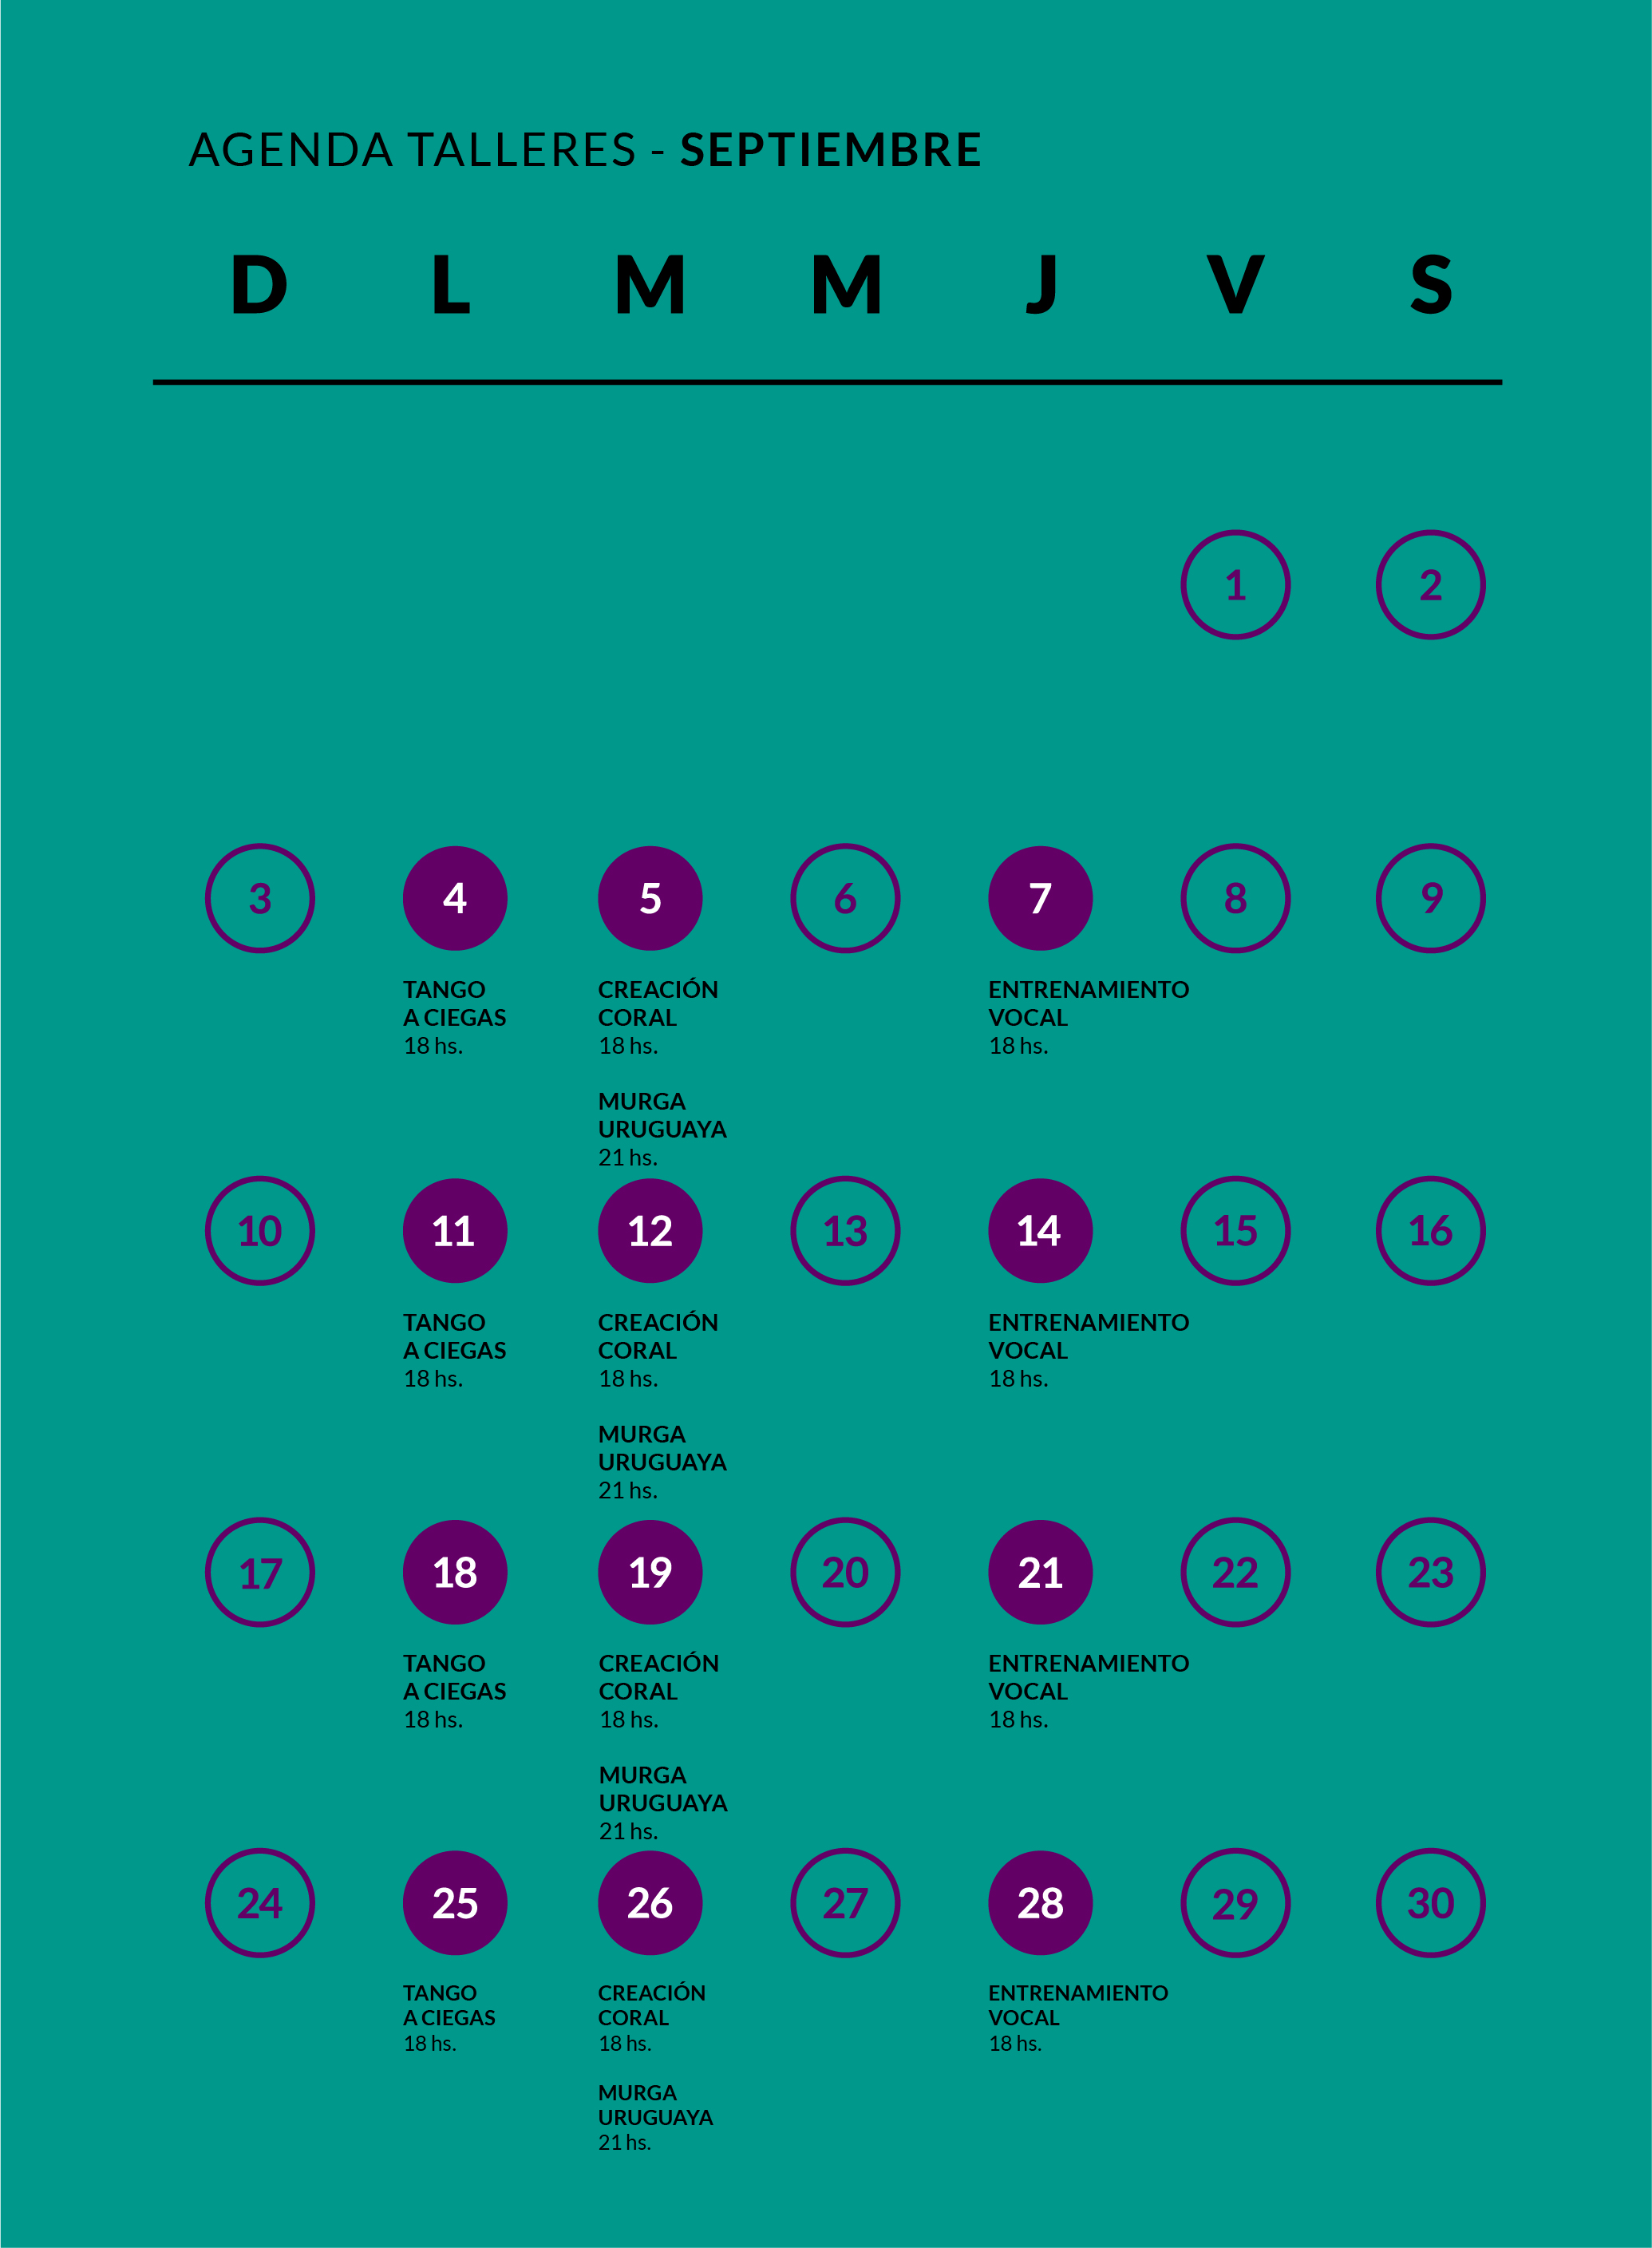 AGENDA TALLERES - SEPTIEMBRE
D L M M J V S
1 2
3 4 5 6 7 8 9
TANGO
A CIEGAS
18 hs.
CREACIÓN
CORAL
18 hs.
MURGA
URUGUAYA
21 hs.
ENTRENAMIENTO
VOCAL
18 hs.
10 11 12 13 14 15 16
TANGO
A CIEGAS
18 hs.
CREACIÓN
CORAL
18 hs.
MURGA
URUGUAYA
21 hs.
ENTRENAMIENTO
VOCAL
18 hs.
17 18 19 20 21 22 23
TANGO
A CIEGAS
18 hs.
CREACIÓN
CORAL
18 hs.
MURGA
URUGUAYA
21 hs.
ENTRENAMIENTO
VOCAL
18 hs.
24 25 26 27 28 29 30
TANGO
A CIEGAS
18 hs.
CREACIÓN
CORAL
18 hs.
MURGA
URUGUAYA
21 hs.
ENTRENAMIENTO
VOCAL
18 hs.